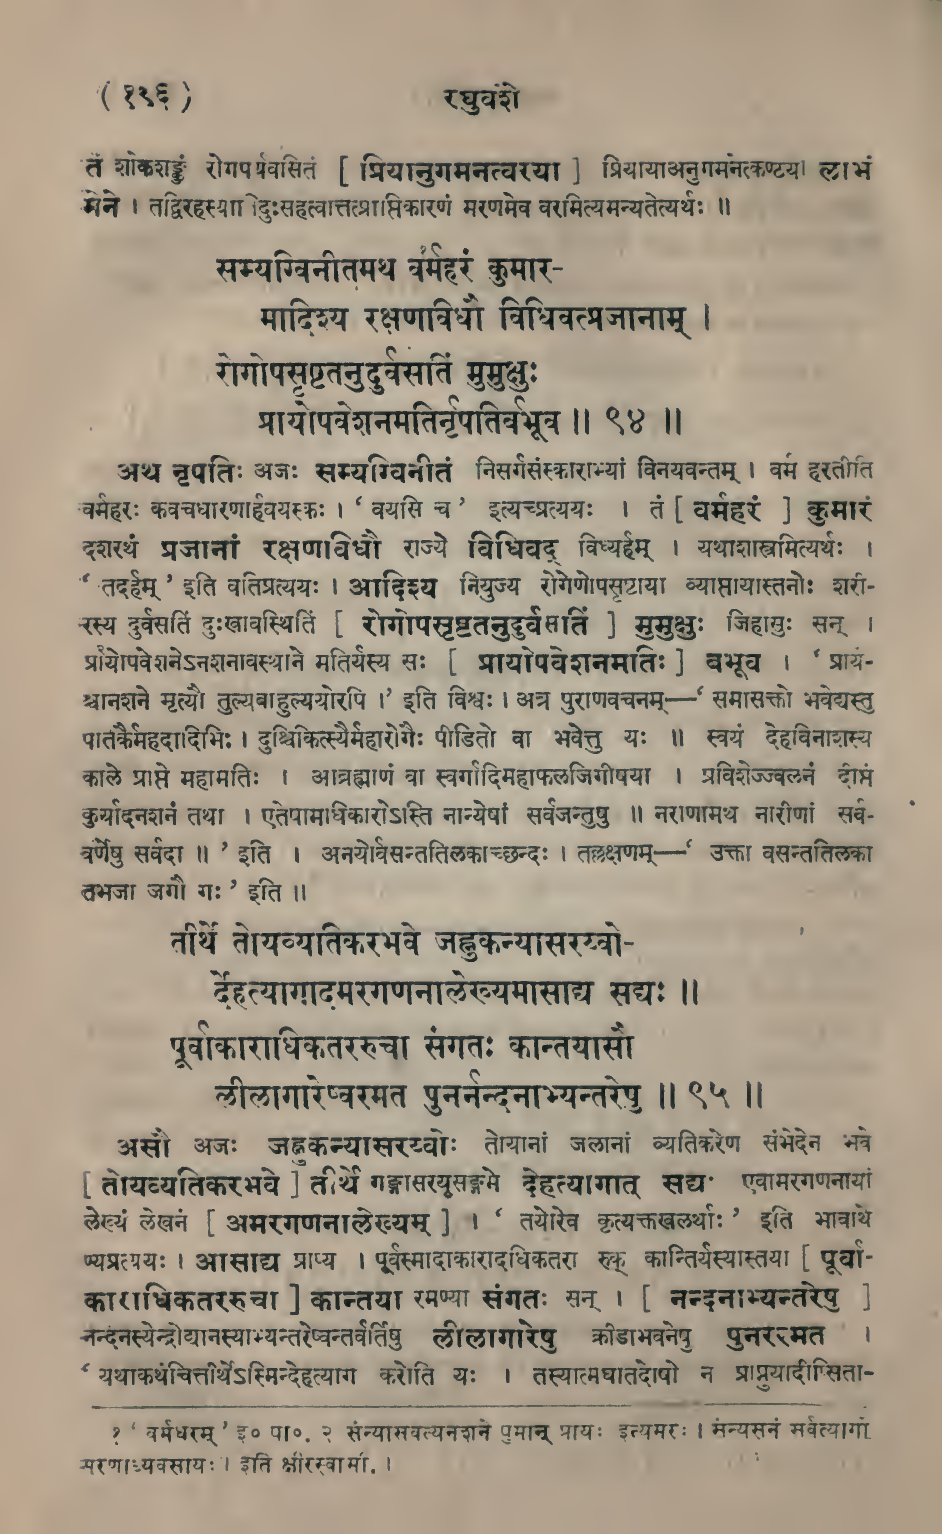 ( १९६ ) रघुवंशे
तं शोकशङ्कुं रोगपर्यवसितं [ प्रियानुगमनत्वरया ] प्रियायाअनुगमनोत्कण्टया लाभं
मेने । तद्विरहस्या दुःसहत्वात्तत्प्राप्तिकारणं मरणमेव वरमित्यमन्यतेत्यर्थः ॥
सम्यग्विनीतमथ वर्महरं कुमार-
मादिश्य रक्षणविधौ विधिवत्प्रजानाम् ।
रोगोपसृष्टतनुदुर्वसतिं मुमुक्षुः
प्रायोपवेशनमतिर्नृपतिर्बभूव ॥ ९४ ॥
अथ नृपतिः अजः सम्यग्विनीतं निसर्गसंस्काराभ्यां विनयवन्तम् । वर्म हरतीति
वर्महरः कवचधारणार्हवयस्कः । ‘ वयसि च ’ इत्यच्प्रत्ययः । तं [ वर्महरं ] कुमारं
दशरथं प्रजानां रक्षणविधौ राज्ये विधिवद् विध्यर्हम् । यथाशास्त्रमित्यर्थः ।
‘ तदर्हम् ’ इति वतिप्रत्ययः । आदिश्य नियुज्य रोगेणोपसृष्टाया व्याप्तायास्तनोः शरी-
रस्य दुर्वसतिं दुःखावस्थितिं [ रोगोपसृष्टतनुदुर्वसतिं ] मुमुक्षुः जिहासुः सन् ।
प्रायोपवेशनेऽनशनावस्थाने मतिर्यस्य सः [ प्रायोपवेशनमतिः ] बभूव । ‘ प्राय-
श्चानशने मृत्यौ तुल्यबाहुल्ययोरपि ।’ इति विश्वः । अत्र पुराणवचनम्—‘ समासक्तो भवेद्यस्तु
पातकैर्महदादिभिः । दुश्चिकित्स्यैर्महारोगैः पीडितो वा भवेत्तु यः ॥ स्वयं देहविनाशस्य
काले प्राप्ते महामतिः । आब्रह्माणं वा स्वर्गादिमहाफलजिगीषया । प्रविशेज्ज्वलनं दीप्तं
कुर्यादनशनं तथा । एतेषामधिकारोऽस्ति नान्येषां सर्वजन्तुषु ॥ नराणामथ नारीणां सर्व-
वर्णेषु सर्वदा ॥ ’ इति । अनयोर्वसन्ततिलकाच्छन्दः । तल्लक्षणम्—‘ उक्ता वसन्ततिलका
तभजा जगौ गः ’ इति ॥
तीर्थे तोयव्यतिकरभवे जह्नुकन्यासरय्वो-
र्देहत्यागादमरगणनालेख्यमासाद्य सद्यः ॥
पूर्वाकाराधिकतररुचा संगतः कान्तयासौ
लीलागारेष्वरमत पुनर्नन्दनाभ्यन्तरेषु ॥ ९५ ॥
असौ अजः जह्नुकन्यासरय्वोः तोयानां जलानां व्यतिकरेण संभेदेन भवे
[ तोयव्यतिकरभवे ] तीर्थे गङ्गासरयूसङ्गमे देहत्यागात् सद्यः एवामरगणनायां
लेख्यं लेखनं [ अमरगणनालेख्यम् ] । ‘ तयोरेव कृत्यक्तखलर्थाः ’ इति भावार्थे
ण्यप्रत्ययः । आसाद्य प्राप्य । पूर्वस्मादाकारादधिकतरा रुक् कान्तिर्यस्यास्तया [ पूर्वा-
काराधिकतररुचा ] कान्तया रमण्या संगतः सन् । [ नन्दनाभ्यन्तरेषु ]
नन्दनस्येन्द्रोद्यानस्याभ्यन्तरेष्वन्तर्वर्तिषु लीलागारेषु क्रीडाभवनेषु पुनररमत ।
‘ यथाकथंचित्तीर्थेऽस्मिन्देहत्याग करोति यः । तस्यात्मघातदोषो न प्राप्नुयादीप्सिता-
१ ‘ वर्मधरम् ’ इ० पा०. २ संन्यासवत्यनशने पुमान् प्रायः इत्यमरः । संन्यसनं सर्वत्यागो
मरणाध्यवसायः । इति क्षीरस्वामी. ।